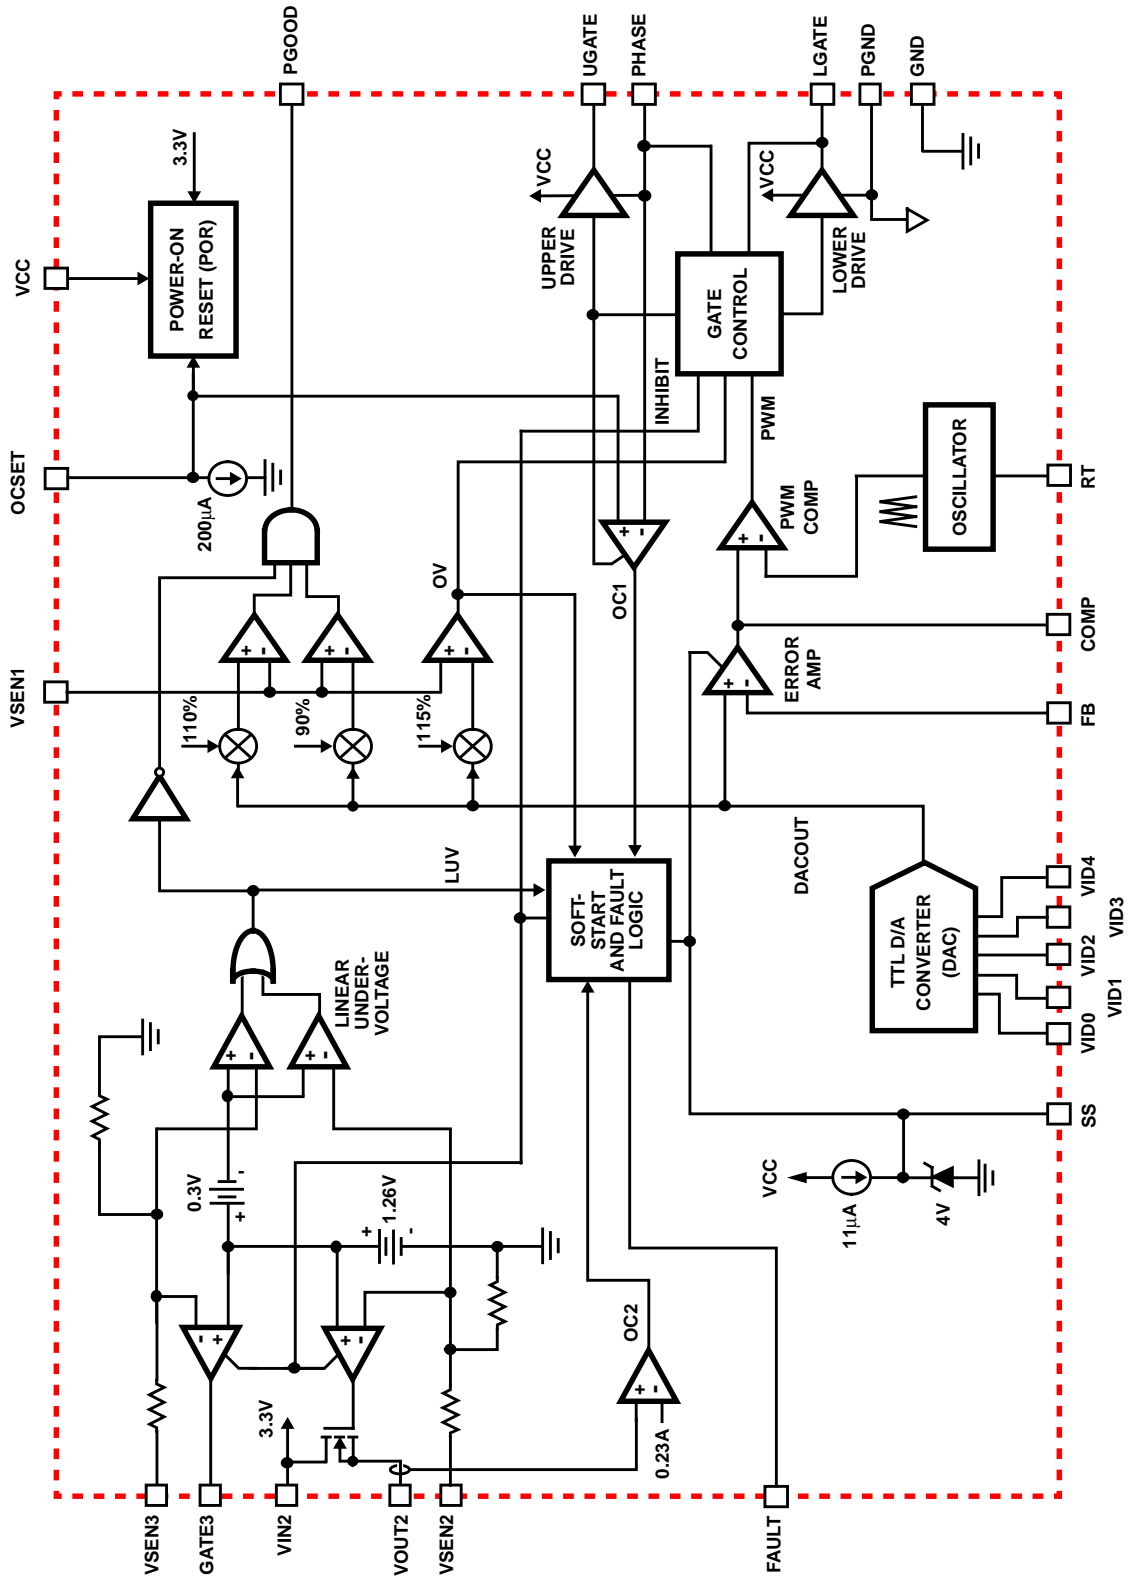 VSEN1
OCSET
VCC
3.3V
POWER-ON
RESET (POR)
PGOOD
LUV
110%
90%
115%
OV
200μA
LINEAR
UNDER-
VOLTAGE
0.3V
+
-
1.26V
+
-
+
-
+
-
+
-
+
-
+
-
-
+
+
-
3.3V
VSEN3
GATE3
VIN2
VOUT2
VSEN2
FAULT
OC2
+
-
0.23A
SOFT-
START
AND FAULT
LOGIC
OC1
+
-
INHIBIT
UPPER
DRIVE
VCC
UGATE
PHASE
GATE
CONTROL
VCC
LOWER
DRIVE
LGATE
PGND
GND
PWM
PWM
COMP
+
-
ERROR
AMP
+
-
OSCILLATOR
DACOUT
TTL D/A
CONVERTER
(DAC)
VCC
11μA
4V
SS
VID0
VID1
VID2
VID3
VID4
FB
COMP
RT